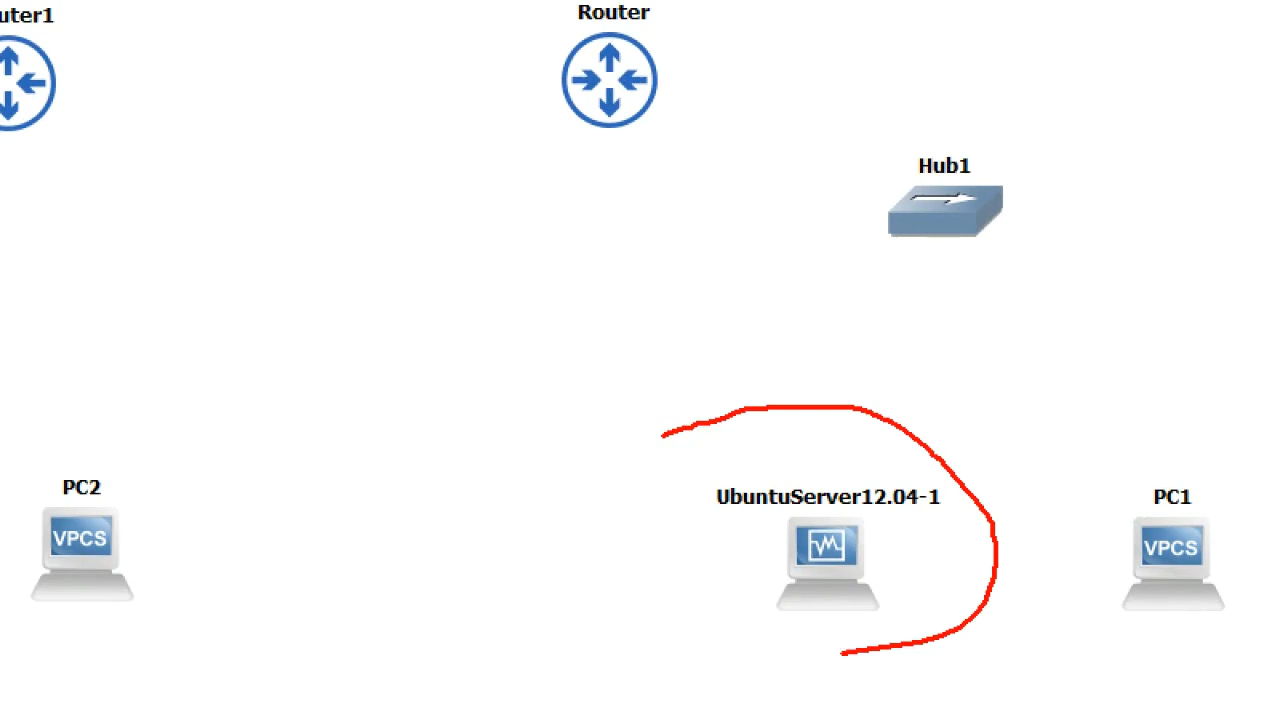 uter1
Router
Hub1
PC2
VPCS
UbuntuServer12.04-1
PC1
VPCS